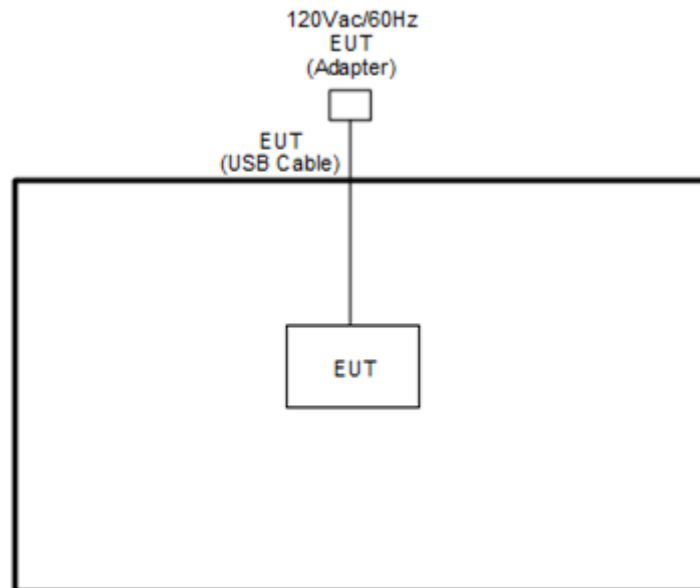 120Vac/60Hz
EUT
(Adapter)
EUT
(USB Cable)
EUT